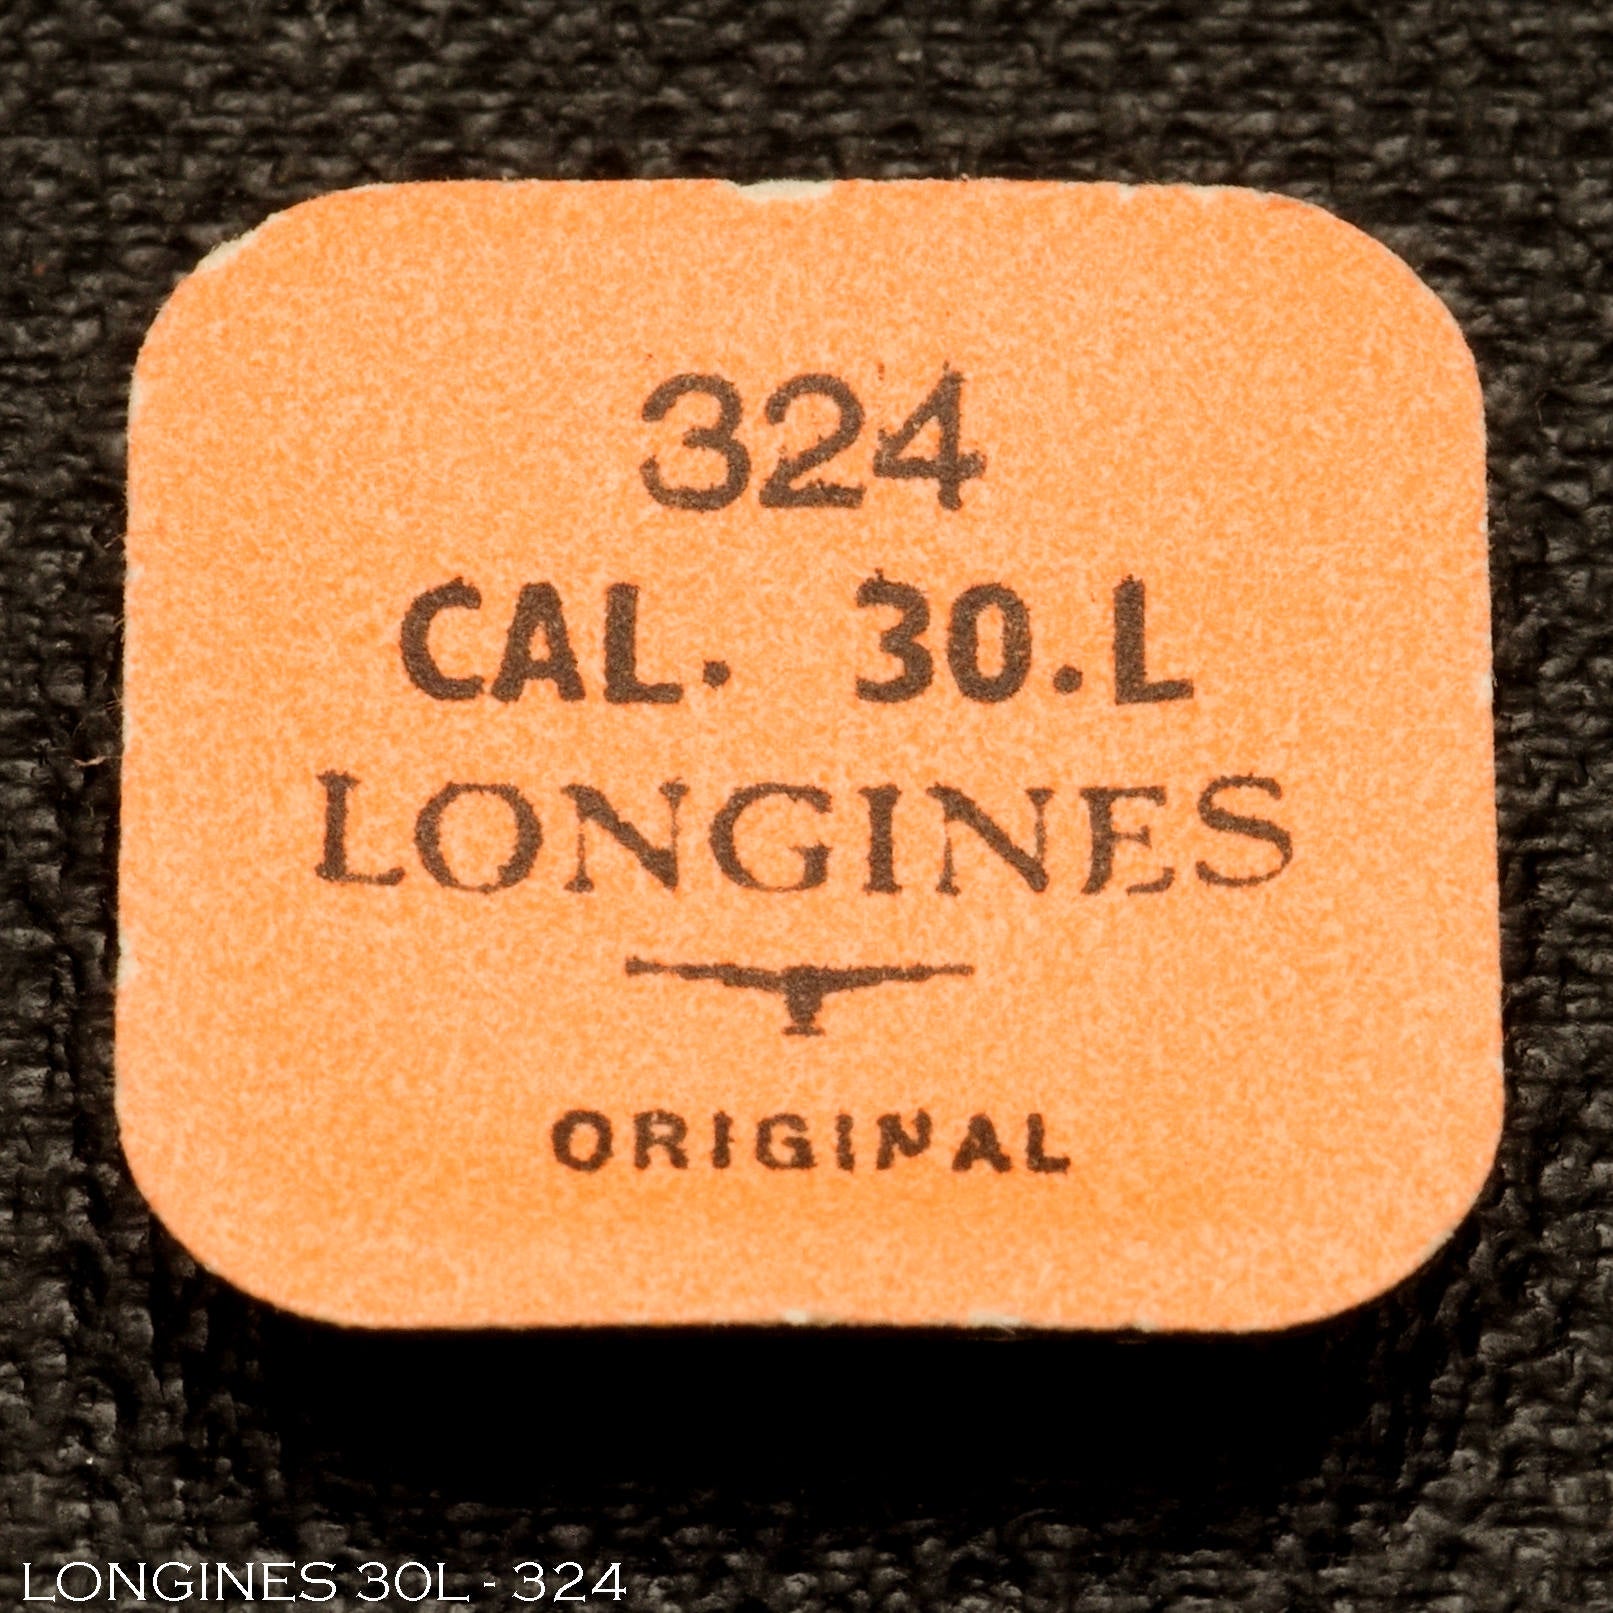 324
CAL. 30.L
LONGINES
ORIGINAL
LONGINES 30L - 324